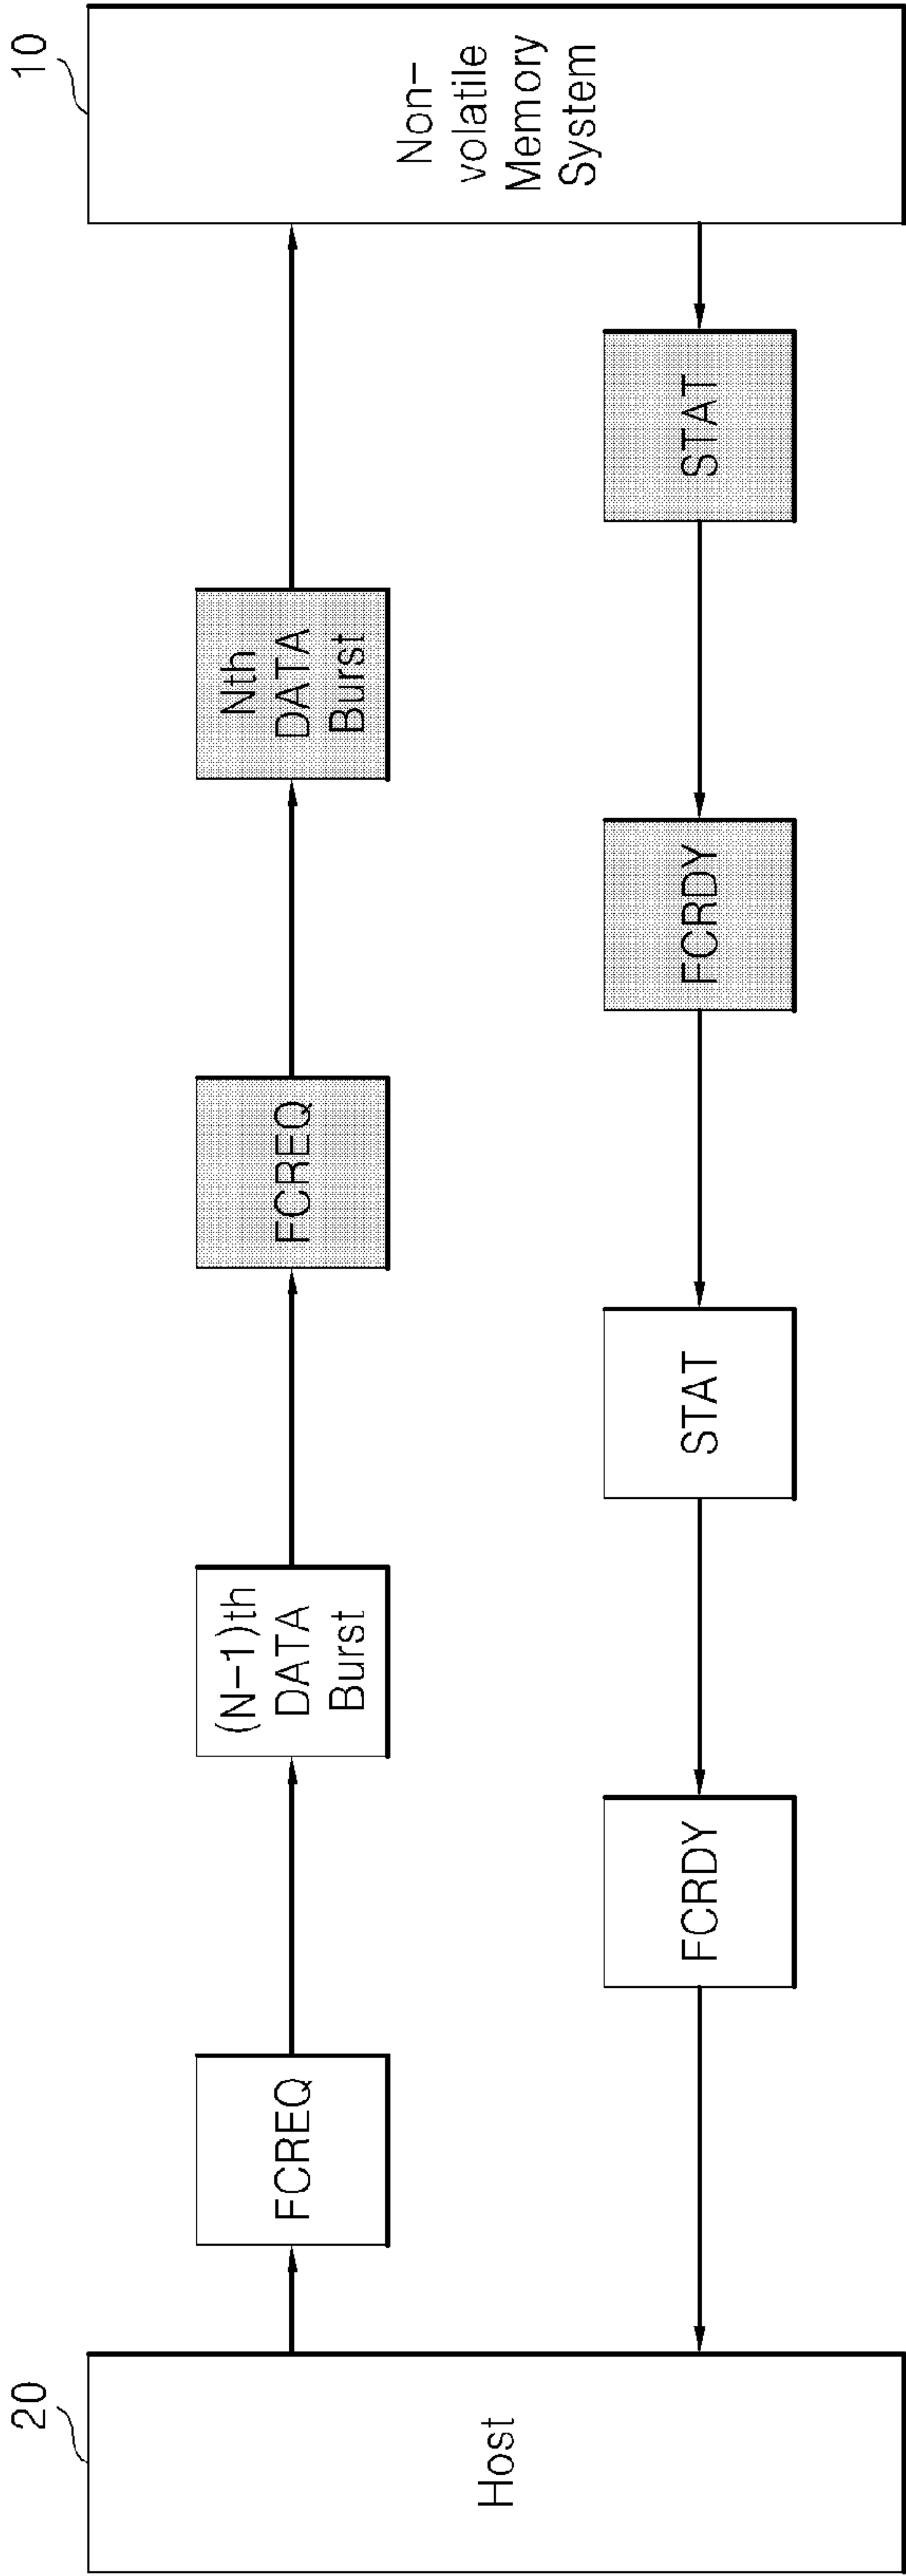 20
Host
FCREQ
(N-1)th
DATA
Burst
FCREQ
Nth
DATA
Burst
10
Non-
volatile
Memory
System
FCRDY
STAT
FCRDY
STAT